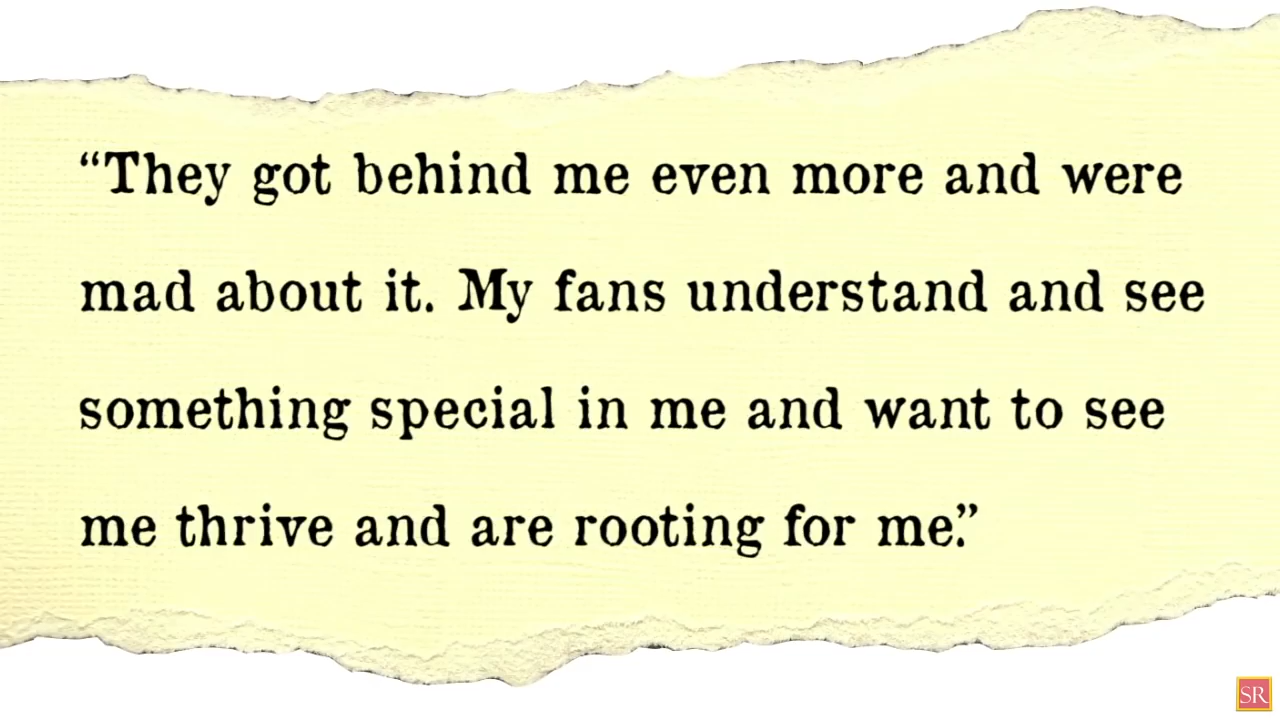 “They got behind me even more and were
mad about it. My fans understand and see
something special in me and want to see
me thrive and are rooting for me.”
SR